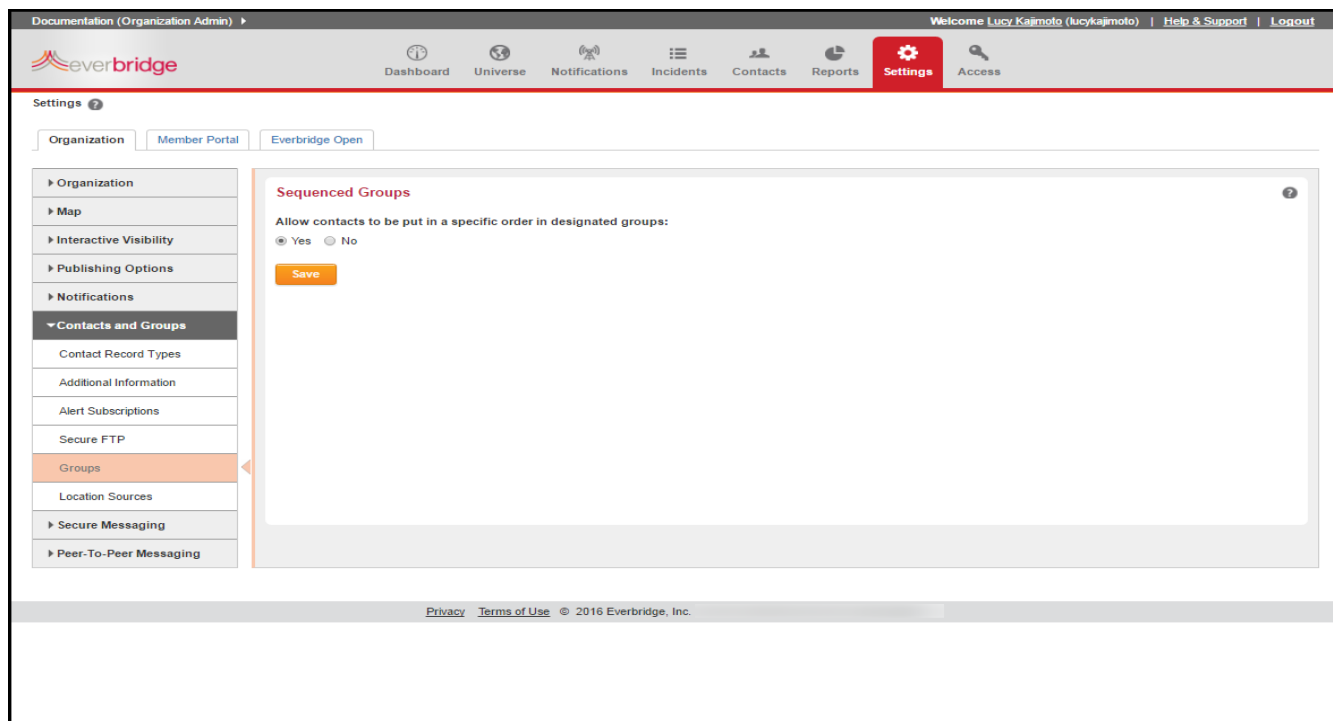 Documentation (Organization Admin)
Welcome Lucy Kajimoto (lucykajimoto) | Help & Support | Logout
everbridge
Dashboard Universe Notifications Incidents Contacts Reports Settings Access
Settings ?
Organization Member Portal Everbridge Open
Organization
Map
Interactive Visibility
Publishing Options
Notifications
Contacts and Groups
Contact Record Types
Additional Information
Alert Subscriptions
Secure FTP
Groups
Location Sources
Secure Messaging
Peer-To-Peer Messaging
Sequenced Groups ?
Allow contacts to be put in a specific order in designated groups:
Yes No
Save
Privacy Terms of Use © 2016 Everbridge, Inc.